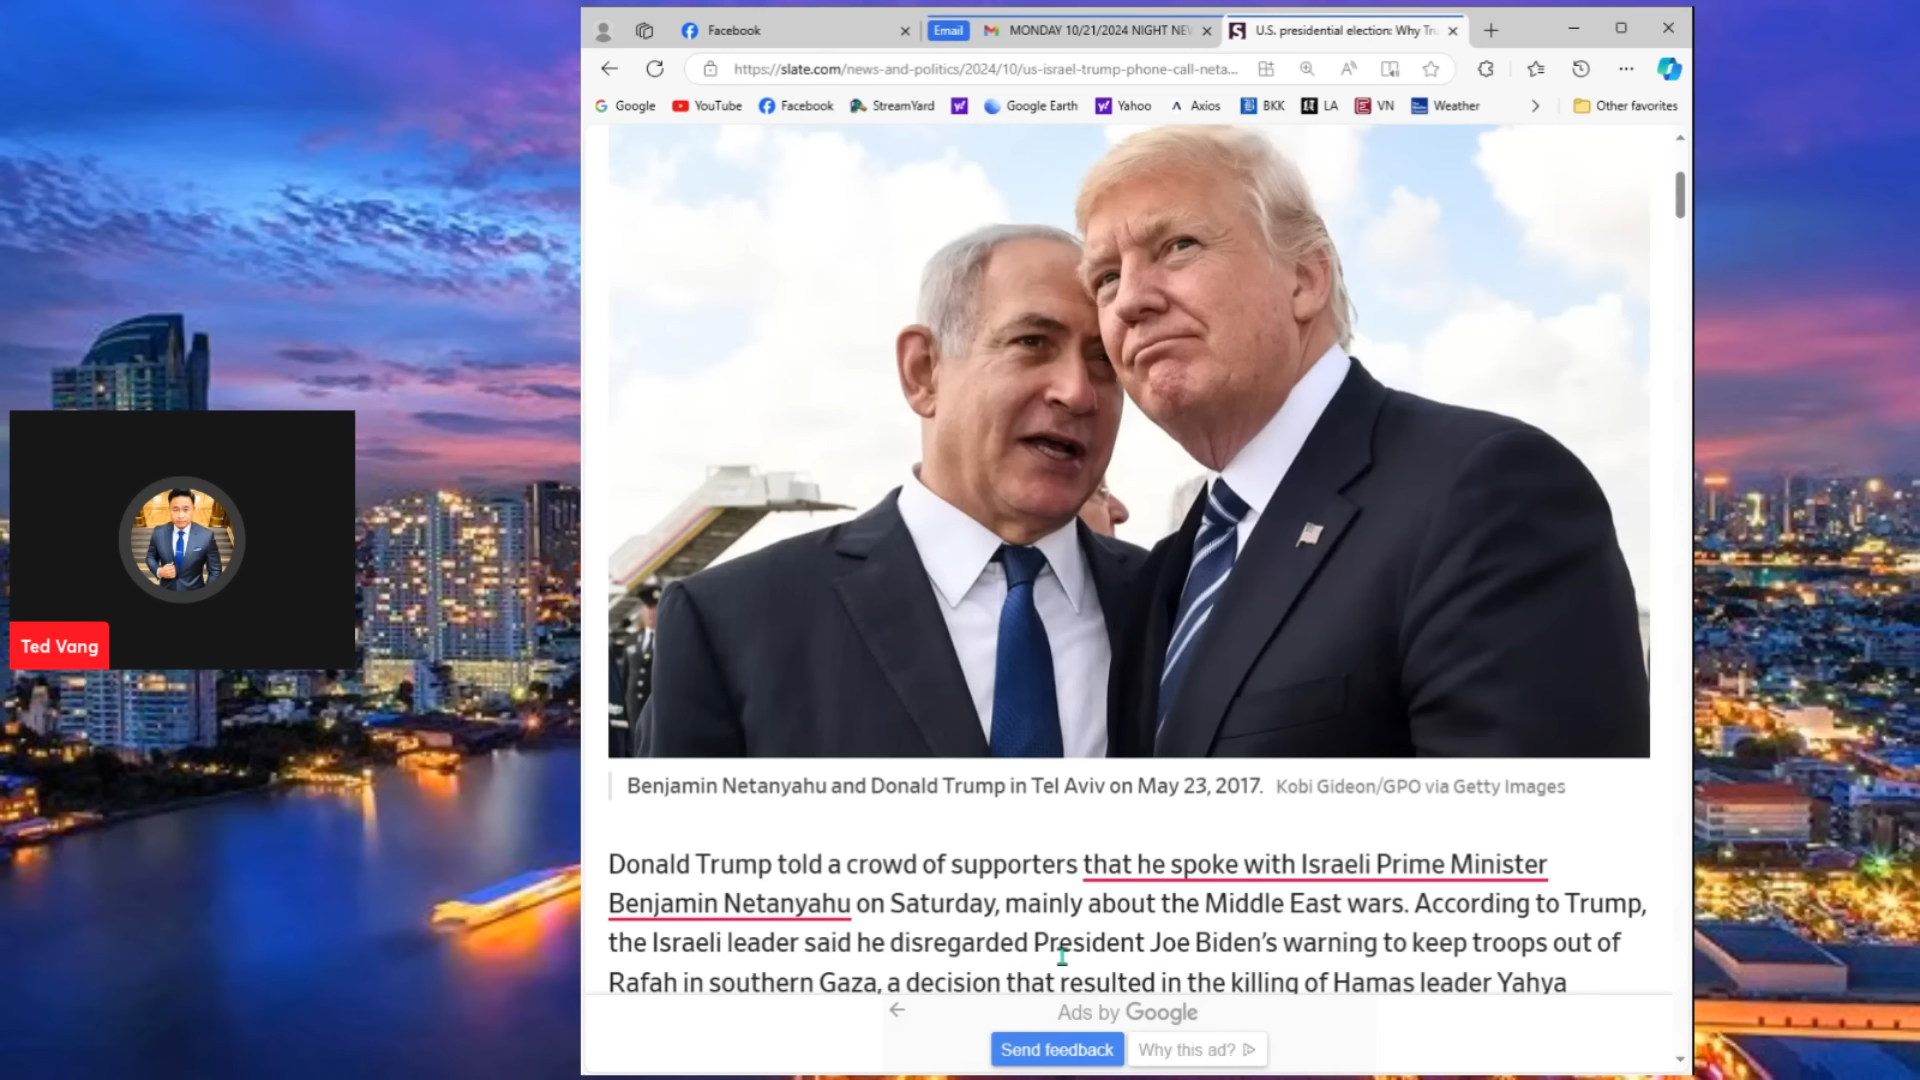 Facebook
Email
MONDAY 10/21/2024 NIGHT NEV
U.S. presidential election: Why Tru
https://slate.com/news-and-politics/2024/10/us-israel-trump-phone-call-neta...
Google
YouTube
Facebook
StreamYard
Google Earth
Yahoo
Axios
BKK
LA
VN
Weather
Other favorites
Ted Vang
Benjamin Netanyahu and Donald Trump in Tel Aviv on May 23, 2017. Kobi Gideon/GPO via Getty Images
Donald Trump told a crowd of supporters that he spoke with Israeli Prime Minister
Benjamin Netanyahu on Saturday, mainly about the Middle East wars. According to Trump,
the Israeli leader said he disregarded President Joe Biden’s warning to keep troops out of
Rafah in southern Gaza, a decision that resulted in the killing of Hamas leader Yahya
Ads by Google
Send feedback
Why this ad?